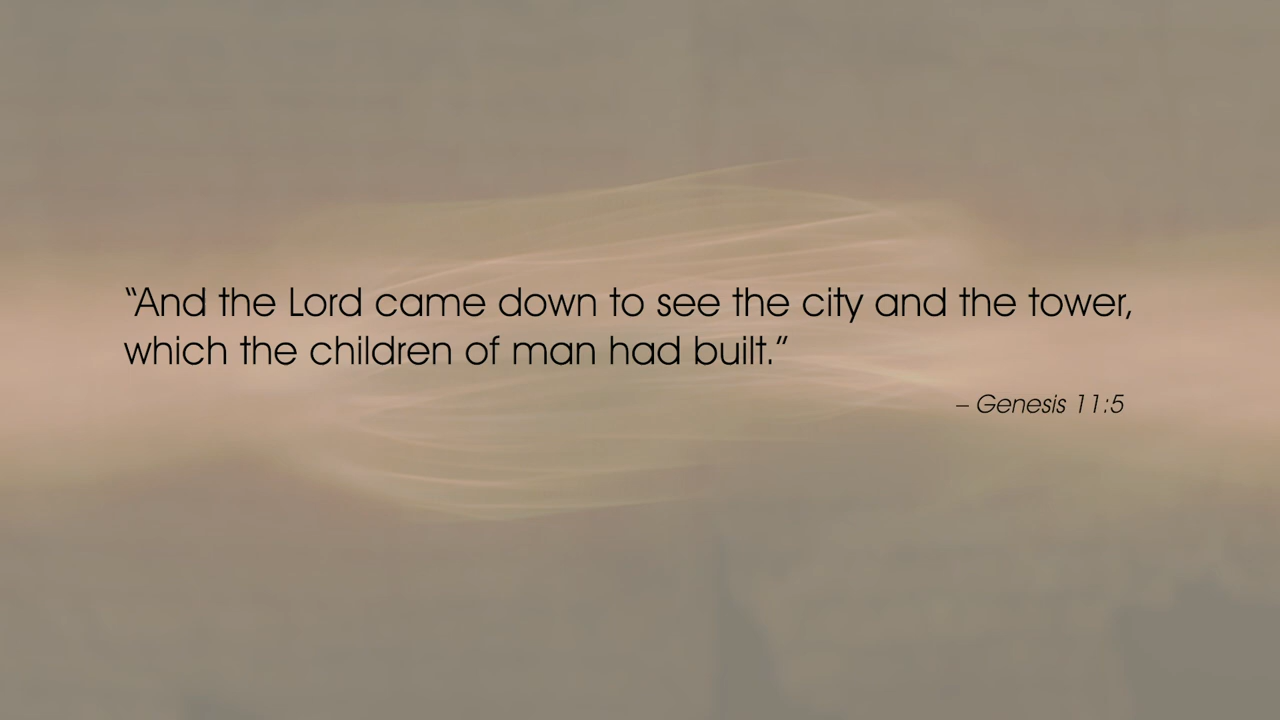 “And the Lord came down to see the city and the tower,
which the children of man had built.”
– Genesis 11:5